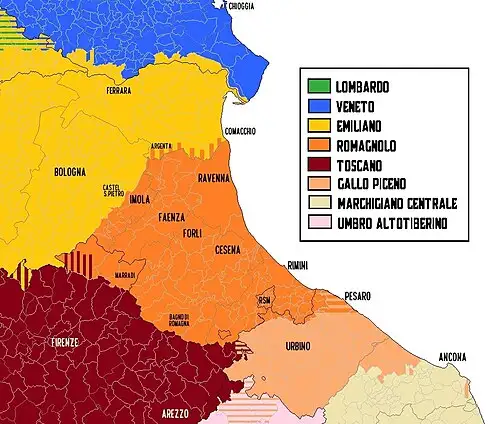 CHIOGGIA
FERRARA
COMACCHIO
ARGENTA
BOLOGNA
RAVENNA
CASTEL
S.PIETRO
IMOLA
FAENZA
FORLI
CESENA
RIMINI
MARRADI
RSM
PESARO
BAGNO DI
ROMAGNA
FIRENZE
URBINO
ANCONA
AREZZO
LOMBARDO
VENETO
EMILIANO
ROMAGNOLO
TOSCANO
GALLO PICENO
MARCHIGIANO CENTRALE
UMBRO ALTOTIBERINO